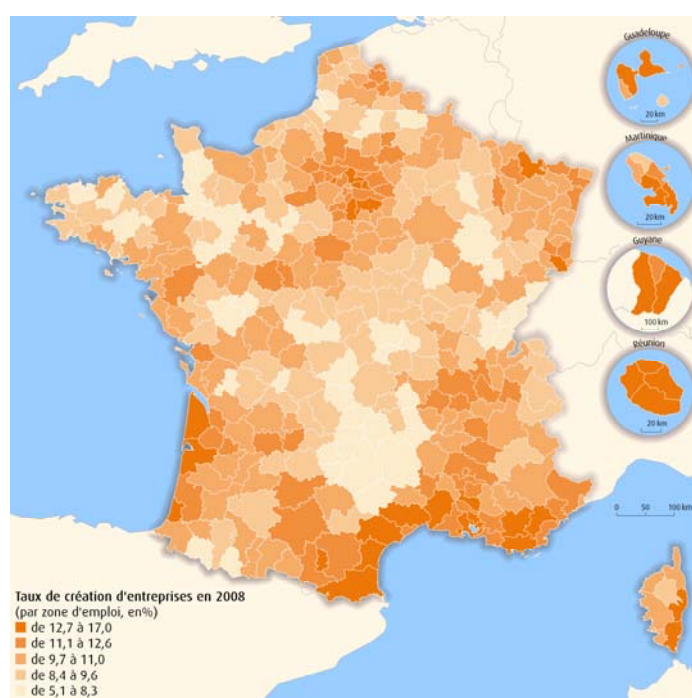 Guadeloupe
20 km
Martinique
20 km
Guyane
100 km
Réunion
20 km
0 50 100 km
Taux de création d'entreprises en 2008
(par zone d'emploi, en%)
de 12,7 à 17,0
de 11,1 à 12,6
de 9,7 à 11,0
de 8,4 à 9,6
de 5,1 à 8,3